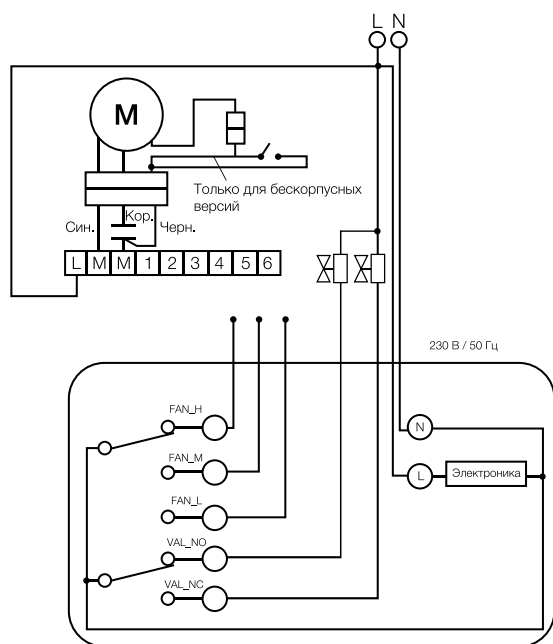 L N
M
Только для бескорпусных
версий
Кор.
Син. Черн.
L M M 1 2 3 4 5 6
230 В / 50 Гц
FAN_H
N
FAN_M
L Электроника
FAN_L
VAL_NO
VAL_NC